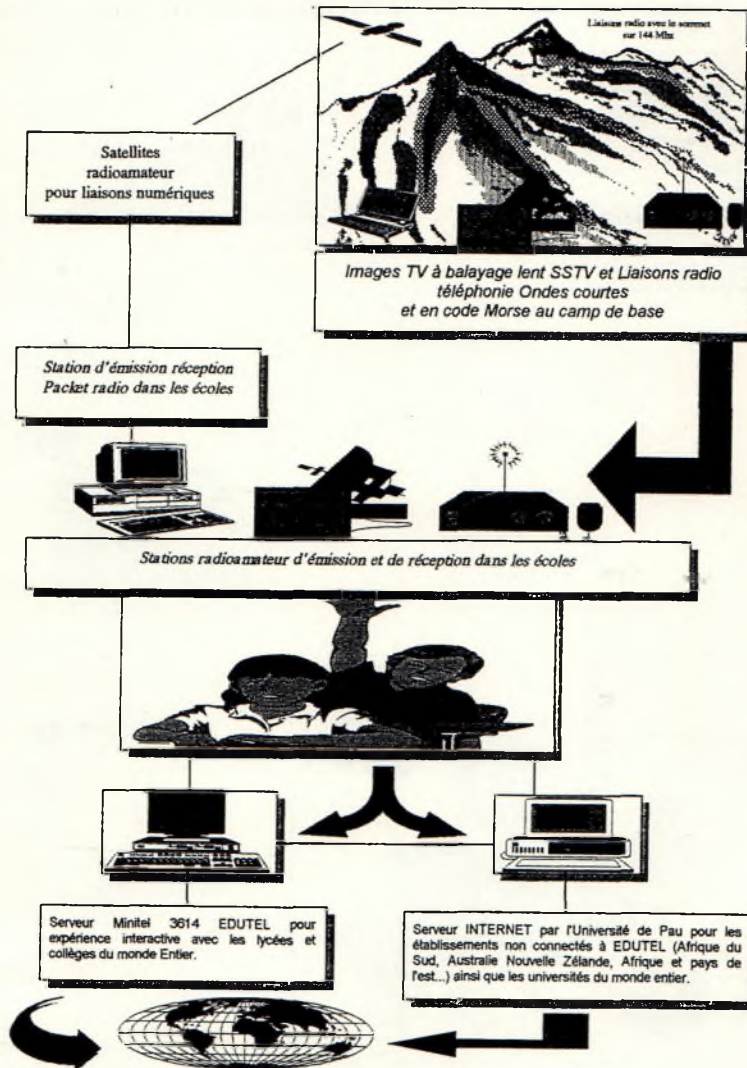 Liaisons radio avec le sommet
sur 144 Mhz
Satellites
radioamateur
pour liaisons numériques
Images TV à balayage lent SSTV et Liaisons radio
téléphonie Ondes courtes
et en code Morse au camp de base
Station d'émission réception
Packet radio dans les écoles
Stations radioamateur d'émission et de réception dans les écoles
Serveur Minitel 3614 EDUTEL pour
expérience interactive avec les lycées et
collèges du monde Entier.
Serveur INTERNET par l'Université de Pau pour les
établissements non connectés à EDUTEL (Afrique du
Sud, Australie Nouvelle Zélande, Afrique et pays de
l'est...) ainsi que les universités du monde entier.